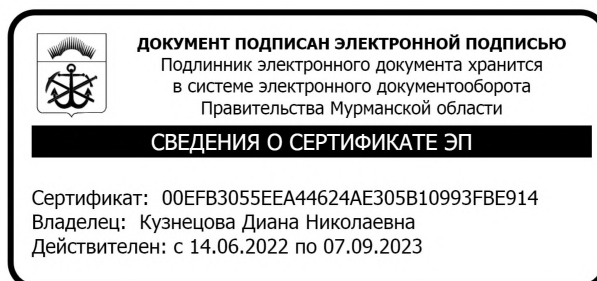 ДОКУМЕНТ ПОДПИСАН ЭЛЕКТРОННОЙ ПОДПИСЬЮ
Подлинник электронного документа хранится
в системе электронного документооборота
Правительства Мурманской области
СВЕДЕНИЯ О СЕРТИФИКАТЕ ЭП
Сертификат: 00EFB3055EEA44624AE305B10993FBE914
Владелец: Кузнецова Диана Николаевна
Действителен: с 14.06.2022 по 07.09.2023